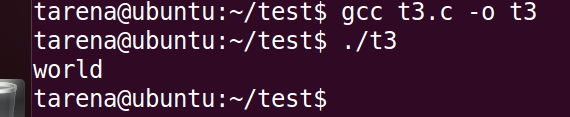 tarena@ubuntu:~/test$ gcc t3.c -o t3
tarena@ubuntu:~/test$ ./t3
world
tarena@ubuntu:~/test$